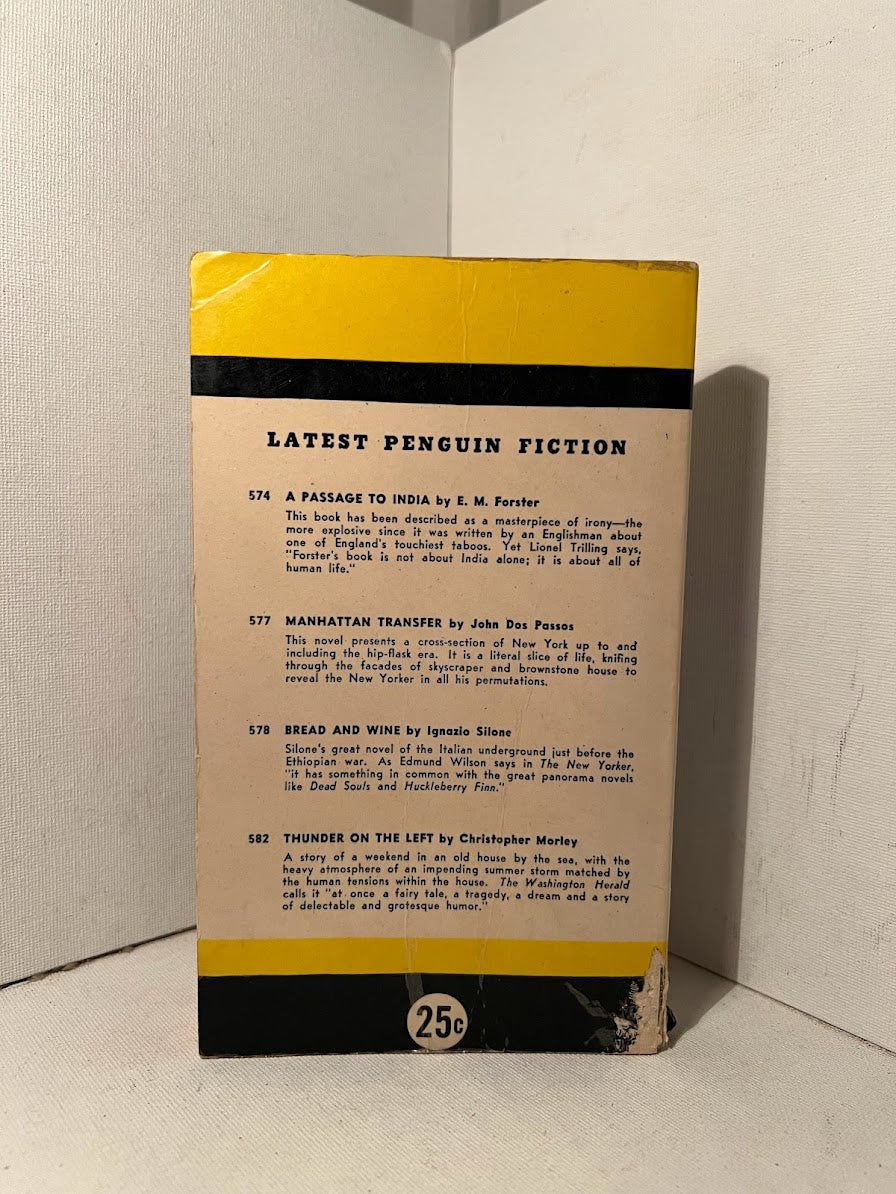 LATEST PENGUIN FICTION
574 A PASSAGE TO INDIA by E. M. Forster
This book has been described as a masterpiece of irony—the
more explosive since it was written by an Englishman about
one of England's touchiest taboos. Yet Lionel Trilling says,
"Forster's book is not about India alone; it is about all of
human life."
577 MANHATTAN TRANSFER by John Dos Passos
This novel presents a cross-section of New York up to and
including the hip-flask era. It is a literal slice of life, knifing
through the facades of skyscraper and brownstone house to
reveal the New Yorker in all his permutations.
578 BREAD AND WINE by Ignazio Silone
Silone's great novel of the Italian underground just before the
Ethiopian war. As Edmund Wilson says in The New Yorker,
"it has something in common with the great panorama novels
like Dead Souls and Huckleberry Finn."
582 THUNDER ON THE LEFT by Christopher Morley
A story of a weekend in an old house by the sea, with the
heavy atmosphere of an impending summer storm matched by
the human tensions within the house. The Washington Herald
calls it "at once a fairy tale, a tragedy, a dream and a story
of delectable and grotesque humor."
25c